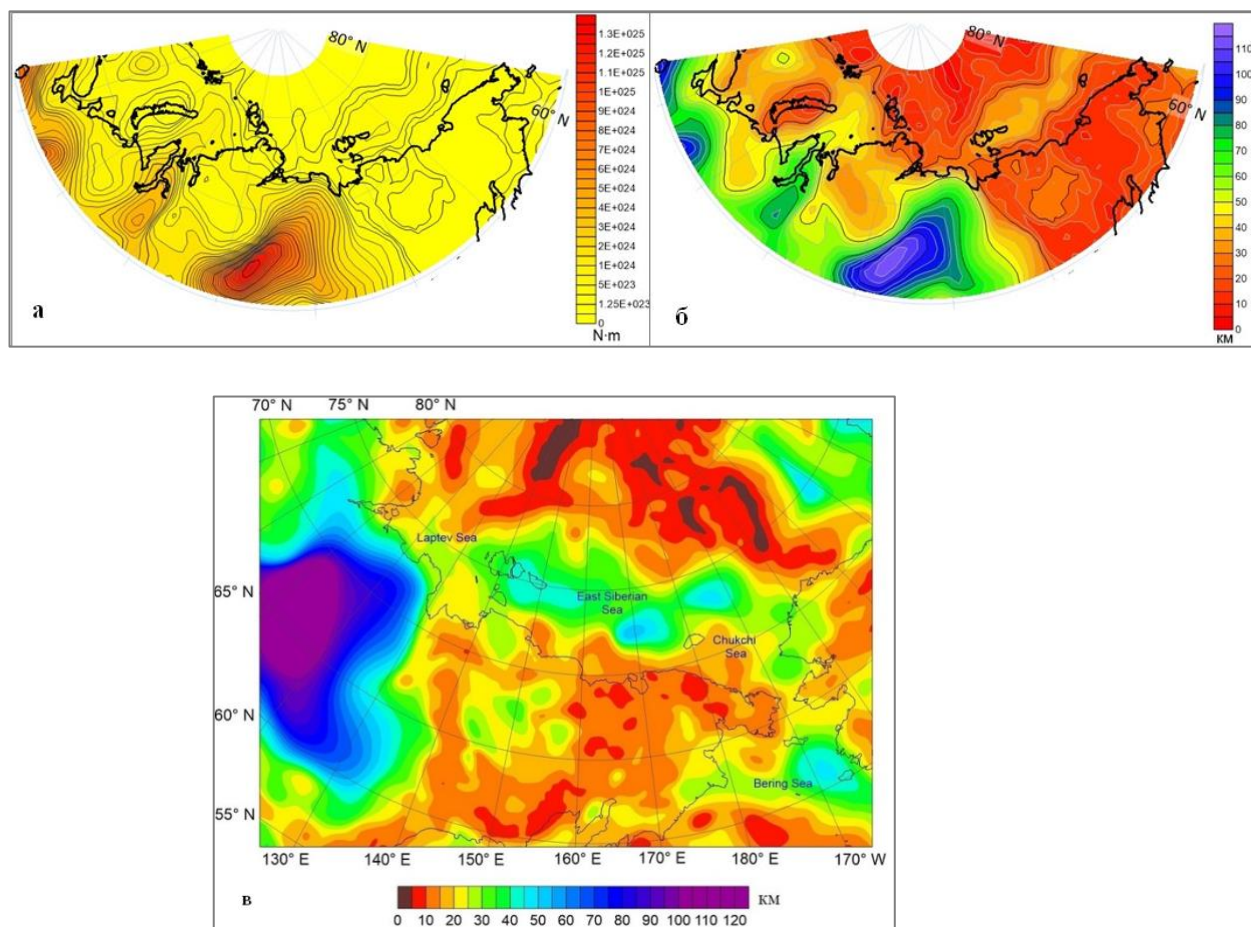 80° N
60° N
1.3E+025
1.1E+025
1E+025
9E+024
8E+024
7E+024
6E+024
5E+024
4E+024
3E+024
2E+024
1E+024
5E+023
1.25E+023
0
N·m
а
80° N
60° N
110
100
90
80
70
60
50
40
30
20
10
0
км
б
70° N 75° N 80° N
65° N
60° N
55° N
Laptev Sea
East Siberian
Sea
Chukchi
Sea
Bering Sea
130° E 140° E 150° E 160° E 170° E 180° E 170° W
в
0 10 20 30 40 50 60 70 80 90 100 110 120
км